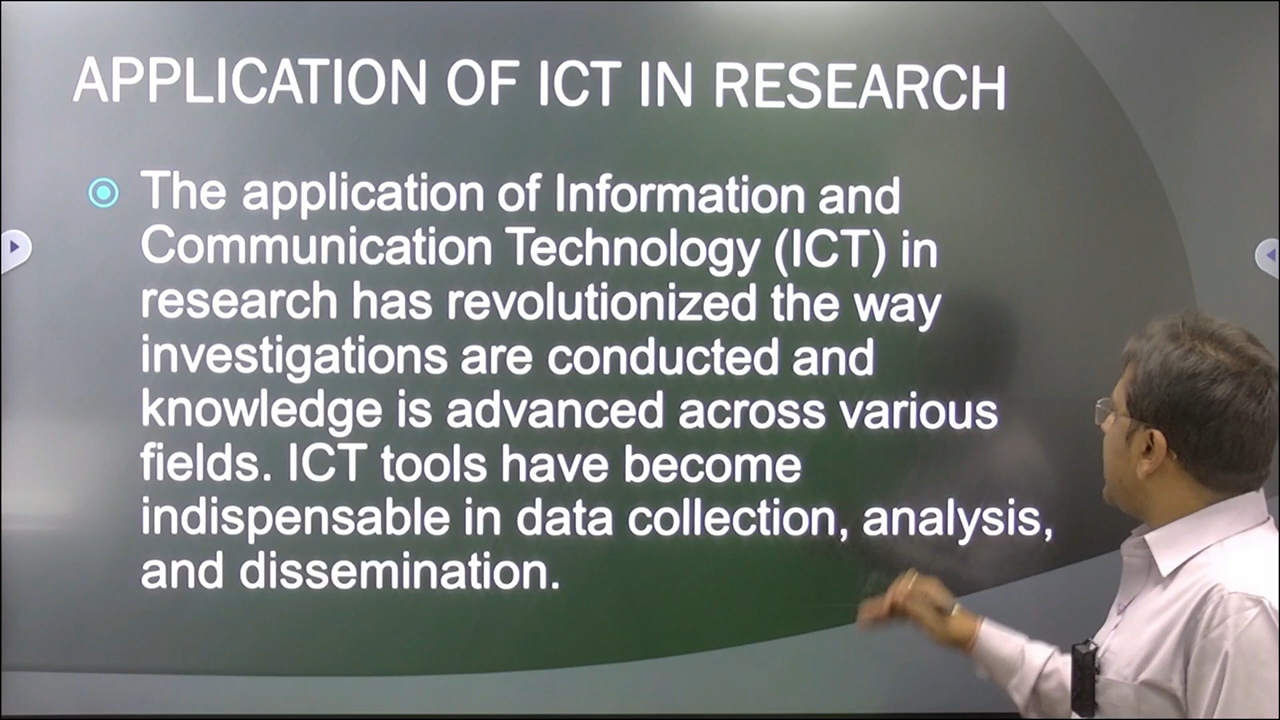 APPLICATION OF ICT IN RESEARCH
The application of Information and
Communication Technology (ICT) in
research has revolutionized the way
investigations are conducted and
knowledge is advanced across various
fields. ICT tools have become
indispensable in data collection, analysis,
and dissemination.